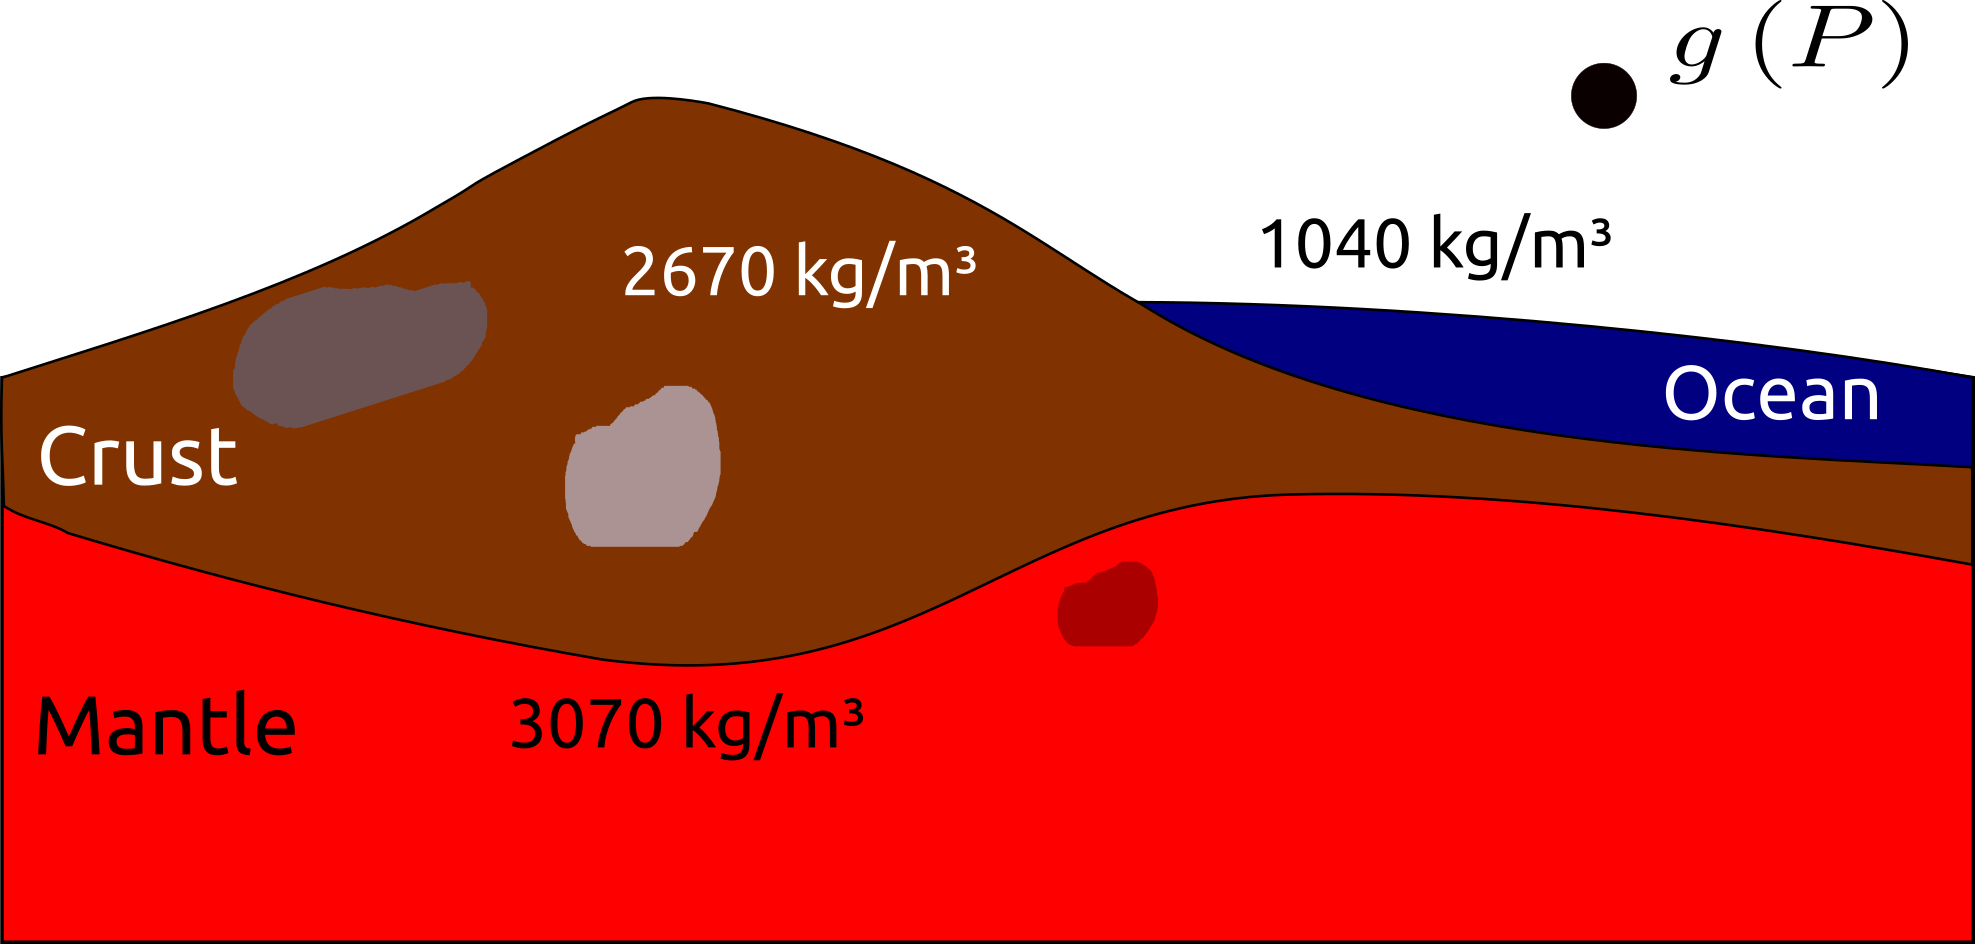 g (P)
1040 kg/m³
2670 kg/m³
Ocean
Crust
Mantle
3070 kg/m³